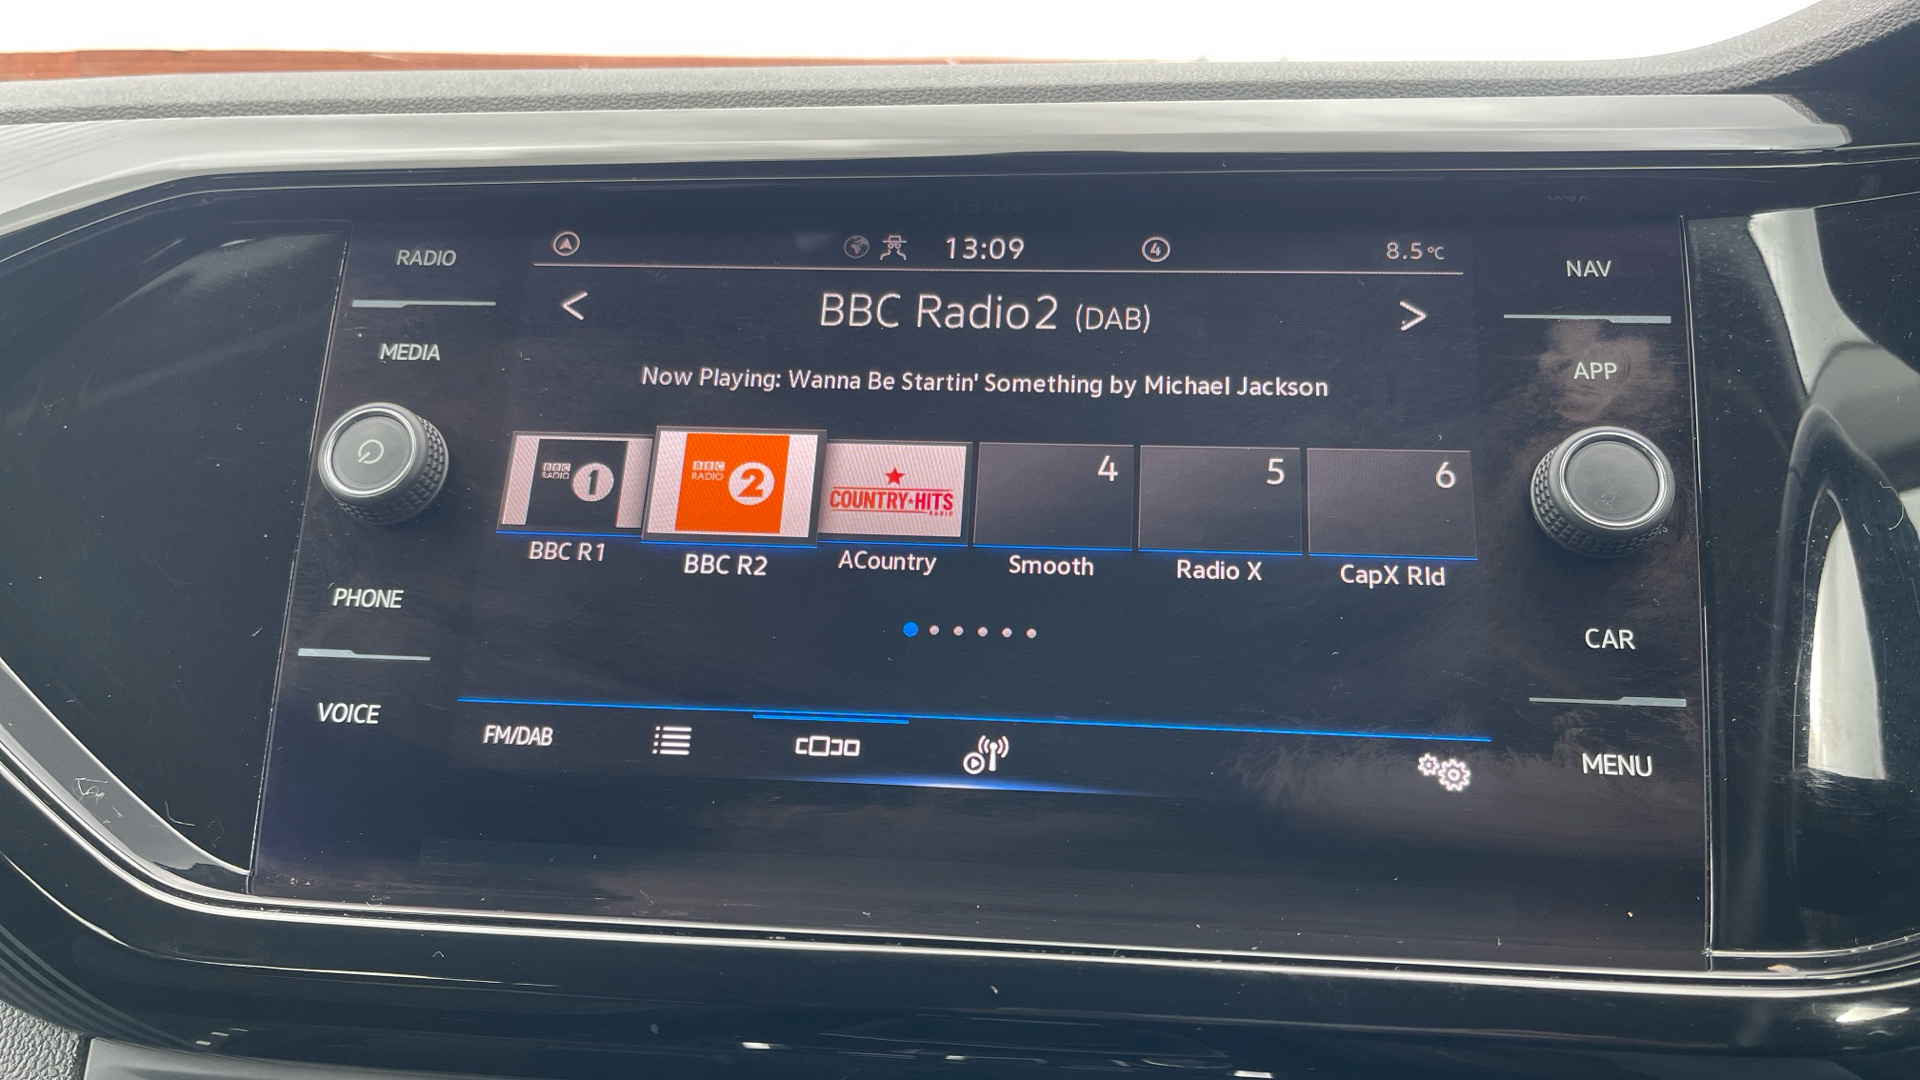 13:09
4
8.5°C
RADIO
NAV
< BBC Radio2 (DAB) >
MEDIA
APP
Now Playing: Wanna Be Startin' Something by Michael Jackson
BBC RADIO 1
BBC RADIO 2
COUNTRY★HITS
RADIO
4
5
6
BBC R1
BBC R2
ACountry
Smooth
Radio X
CapX Rld
PHONE
CAR
VOICE
FM/DAB
MENU